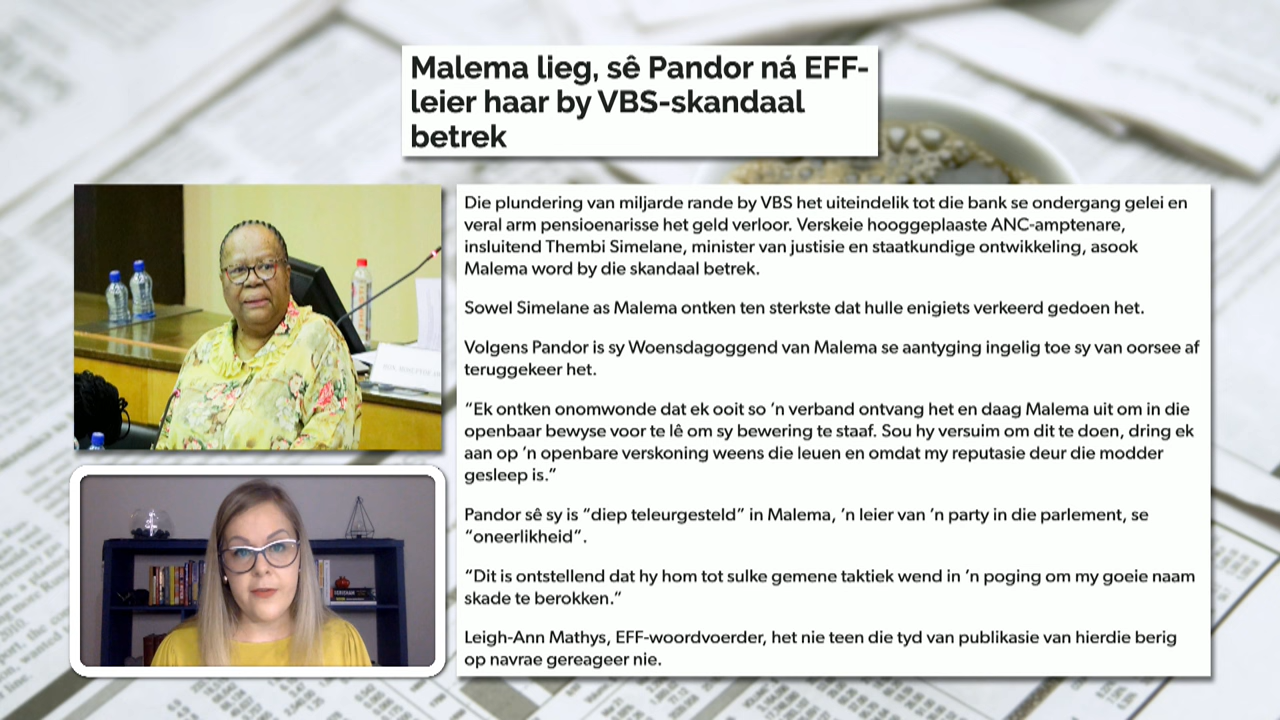 Malema lieg, sê Pandor ná EFF-
leier haar by VBS-skandaal
betrek
Die plundering van miljarde rande by VBS het uiteindelik tot die bank se ondergang gelei en
veral arm pensioenarisse het geld verloor. Verskeie hooggeplaaste ANC-amptenare,
insluitend Thembi Simelane, minister van justisie en staatkundige ontwikkeling, asook
Malema word by die skandaal betrek.
Sowel Simelane as Malema ontken ten sterkste dat hulle enigiets verkeerd gedoen het.
Volgens Pandor is sy Woensdagoggend van Malema se aantyging ingelig toe sy van oorsee af
teruggekeer het.
“Ek ontken onomwonde dat ek ooit so ’n verband ontvang het en daag Malema uit om in die
openbaar bewyse voor te lê om sy bewering te staaf. Sou hy versuim om dit te doen, dring ek
aan op ’n openbare verskoning weens die leuen en omdat my reputasie deur die modder
gesleep is.”
Pandor sê sy is “diep teleurgesteld” in Malema, ’n leier van ’n party in die parlement, se
“oneerlikheid”.
“Dit is ontstellend dat hy hom tot sulke gemene taktiek wend in ’n poging om my goeie naam
skade te berokken.”
Leigh-Ann Mathys, EFF-woordvoerder, het nie teen die tyd van publikasie van hierdie berig
op navrae gereageer nie.